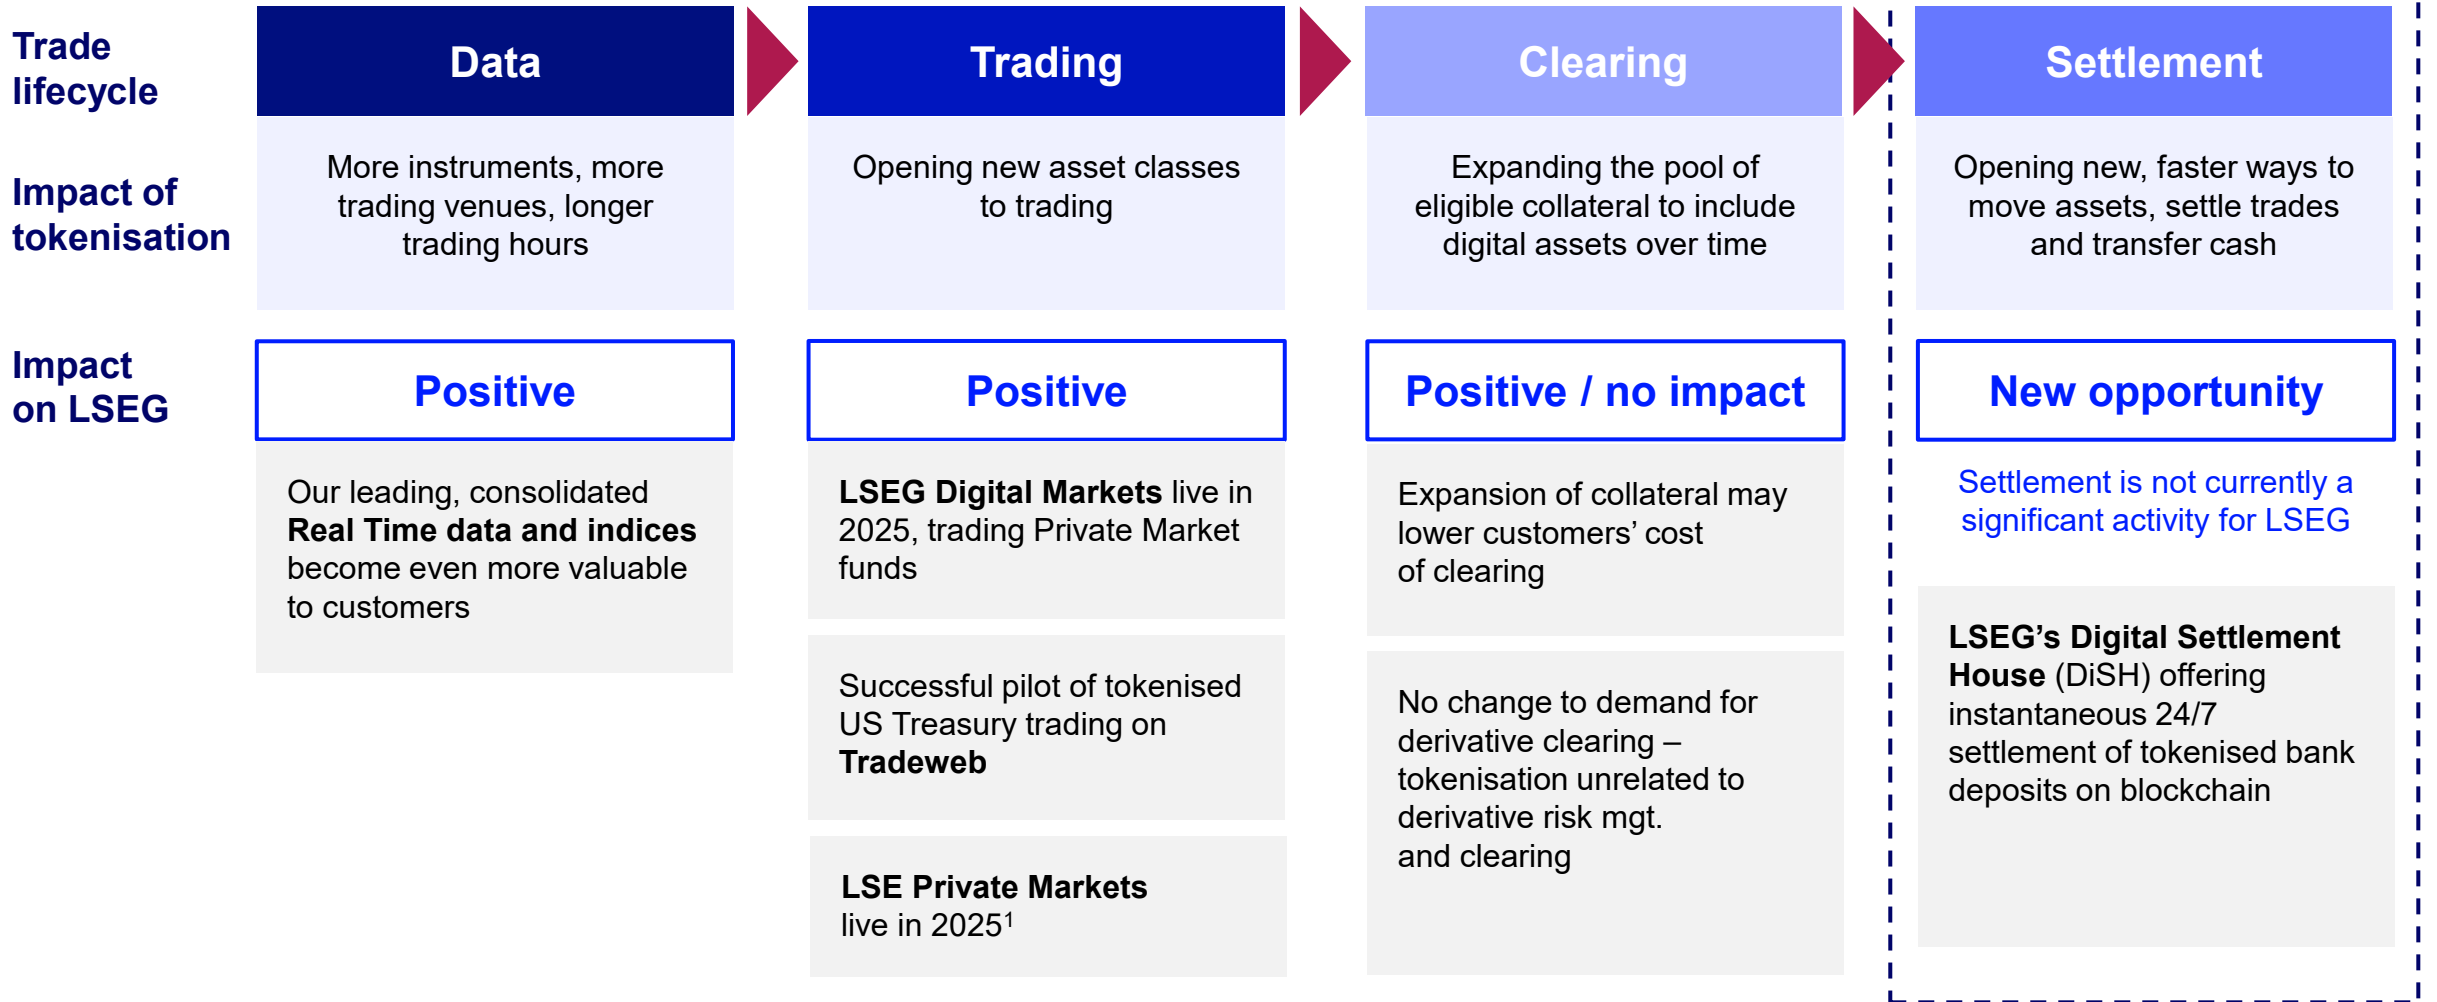 Trade
lifecycle
Data
Trading
Clearing
Settlement
Impact of
tokenisation
More instruments, more
trading venues, longer
trading hours
Opening new asset classes
to trading
Expanding the pool of
eligible collateral to include
digital assets over time
Opening new, faster ways to
move assets, settle trades
and transfer cash
Impact
on LSEG
Positive
Positive
Positive / no impact
New opportunity
Our leading, consolidated
Real Time data and indices
become even more valuable
to customers
LSEG Digital Markets live in
2025, trading Private Market
funds
Successful pilot of tokenised
US Treasury trading on
Tradeweb
LSE Private Markets
live in 2025¹
Expansion of collateral may
lower customers’ cost
of clearing
No change to demand for
derivative clearing –
tokenisation unrelated to
derivative risk mgt.
and clearing
Settlement is not currently a
significant activity for LSEG
LSEG’s Digital Settlement
House (DiSH) offering
instantaneous 24/7
settlement of tokenised bank
deposits on blockchain